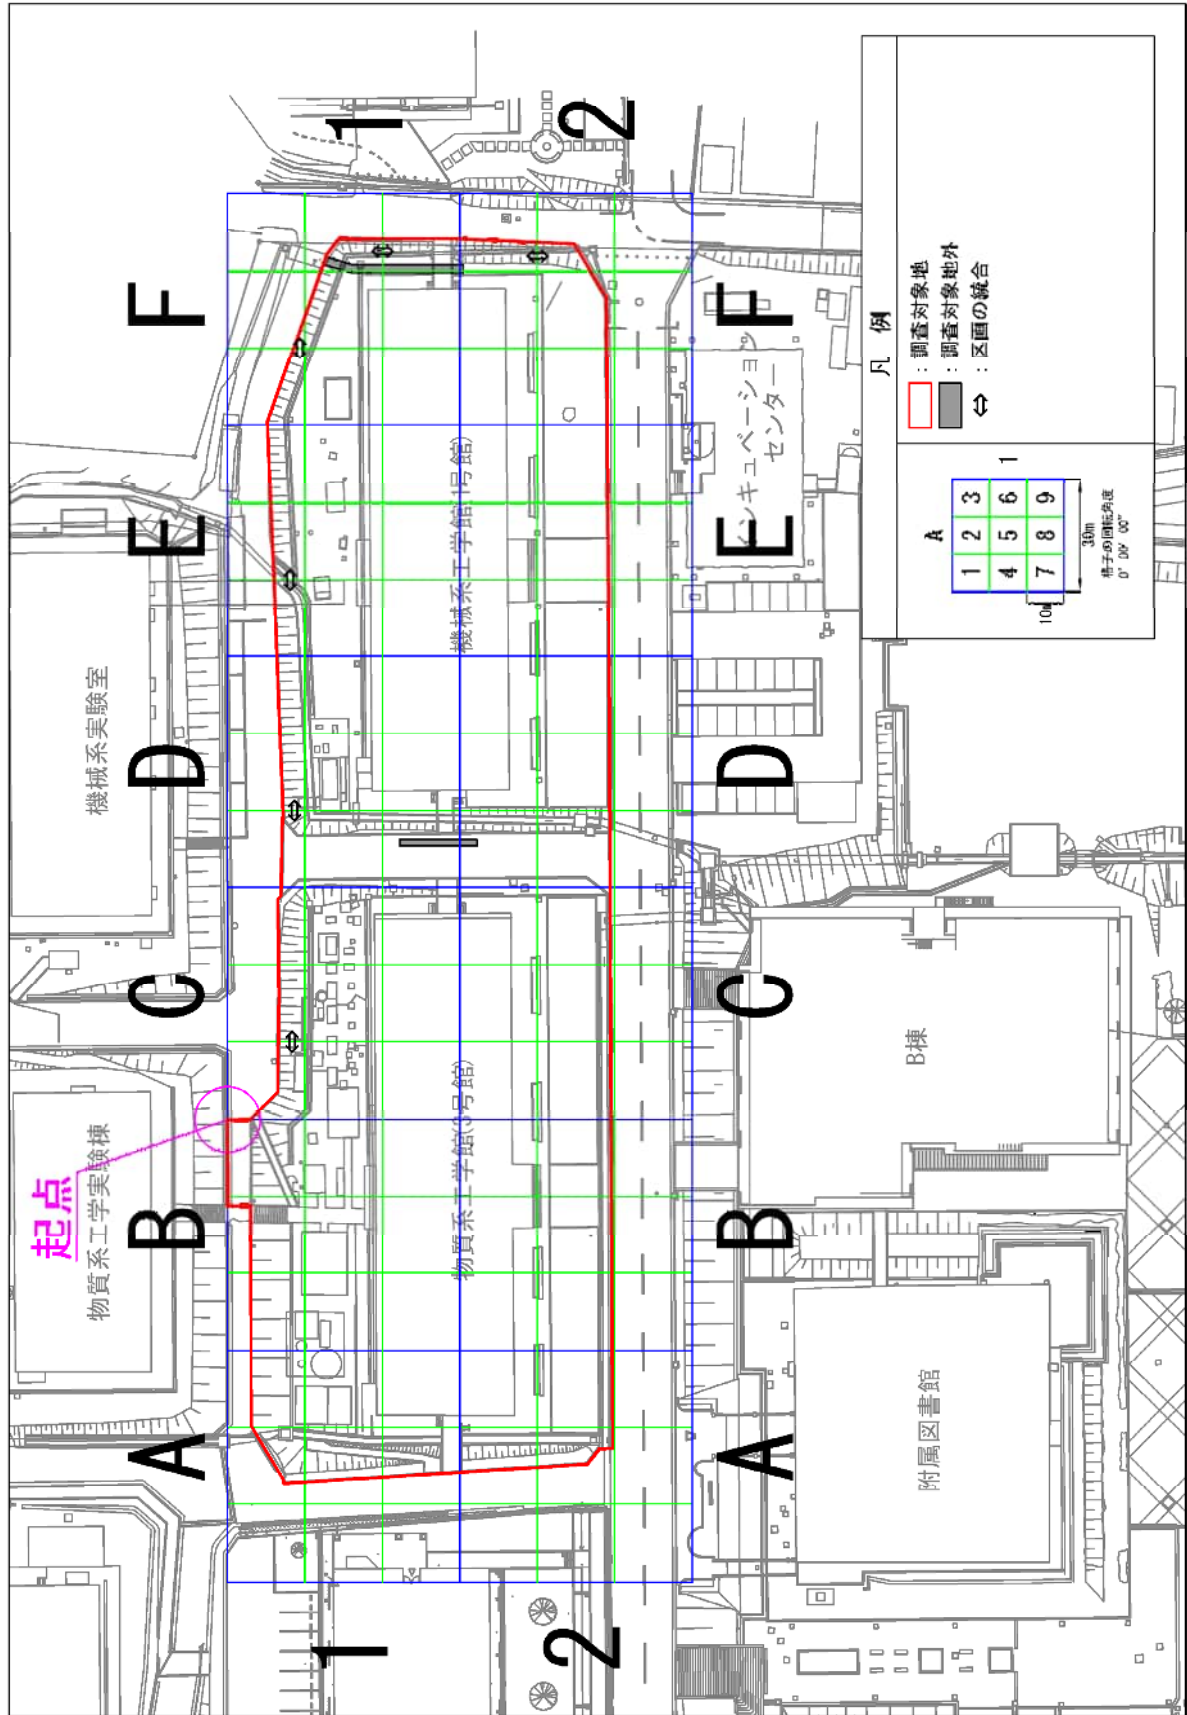 A
B
C
D
E
F
1
1
2
2
起点
物質系工学実験棟
機械系実験室
物質系工学館(3号館)
機械系工学館(1号館)
A
B
C
D
E
F
附属図書館
B棟
インキュベーション
センター
凡 例
：調査対象地
：調査対象地外
：区画の統合
A
1 2 3
4 5 6
7 8 9
1
10m
30m
格子の回転角度
0° 00′ 00″